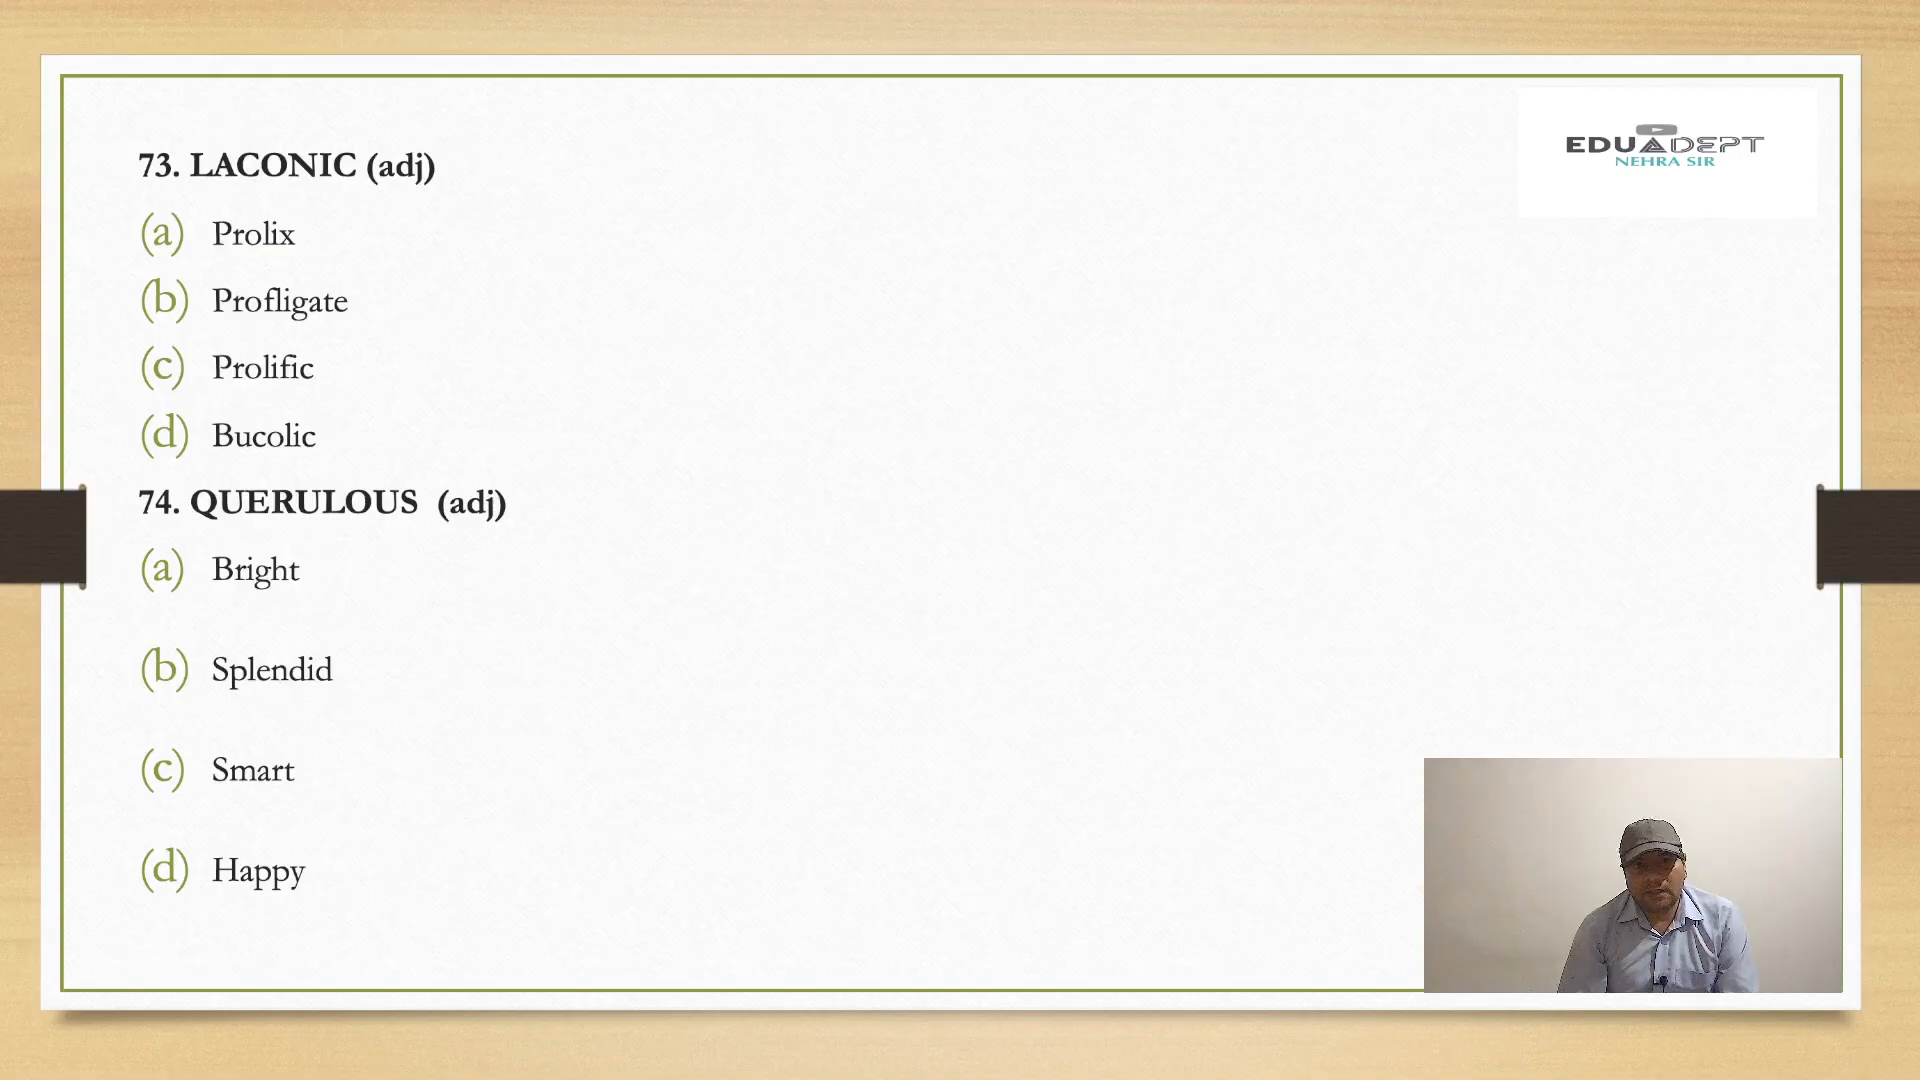 EDUADEPT
NEHRA SIR
73. LACONIC (adj)
(a) Prolix
(b) Profligate
(c) Prolific
(d) Bucolic
74. QUERULOUS (adj)
(a) Bright
(b) Splendid
(c) Smart
(d) Happy